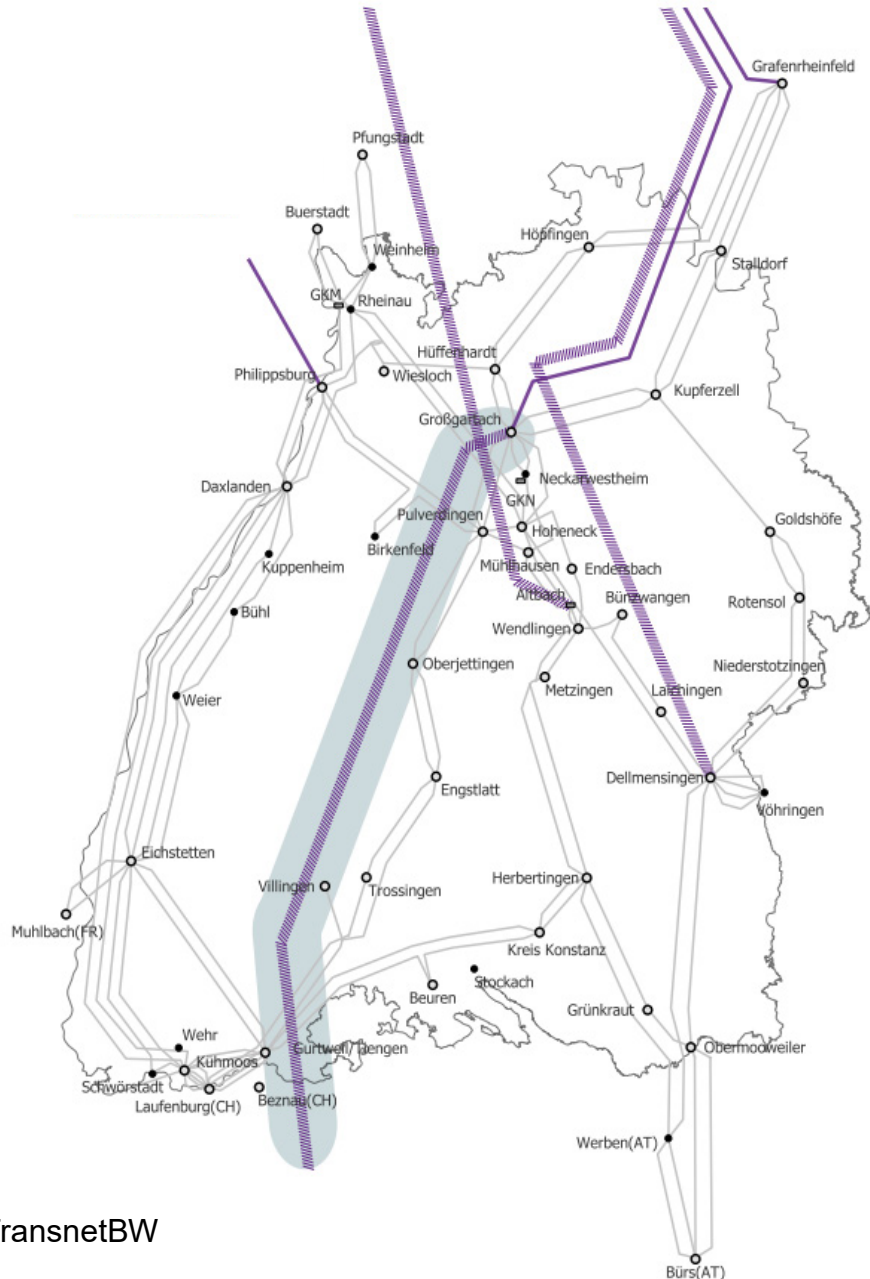 Grafenrheinfeld
Pfungstadt
Buerstadt
Höpfingen
Weinheim
Stalldorf
GKM
Rheinau
Hüffenhardt
Wiesloch
Philippsburg
Kupferzell
Großgartach
Neckarwestheim
Daxlanden
GKN
Pulverdingen
Hoheneck
Goldshöfe
Birkenfeld
Kuppenheim
Mühlhausen
Endersbach
Altbach
Bünzwangen
Rotensol
Bühl
Wendlingen
Oberjettingen
Niederstotzingen
Metzingen
Laichingen
Weier
Dellmensingen
Engstlatt
Vöhringen
Eichstetten
Villingen
Trossingen
Herbertingen
Muhlbach(FR)
Kreis Konstanz
Stockach
Beuren
Grünkraut
Wehr
Gurtweil/Tiengen
Obermooweiler
Kühmoos
Schwörstadt
Beznau(CH)
Laufenburg(CH)
Werben(AT)
ransnetBW
Bürs(AT)